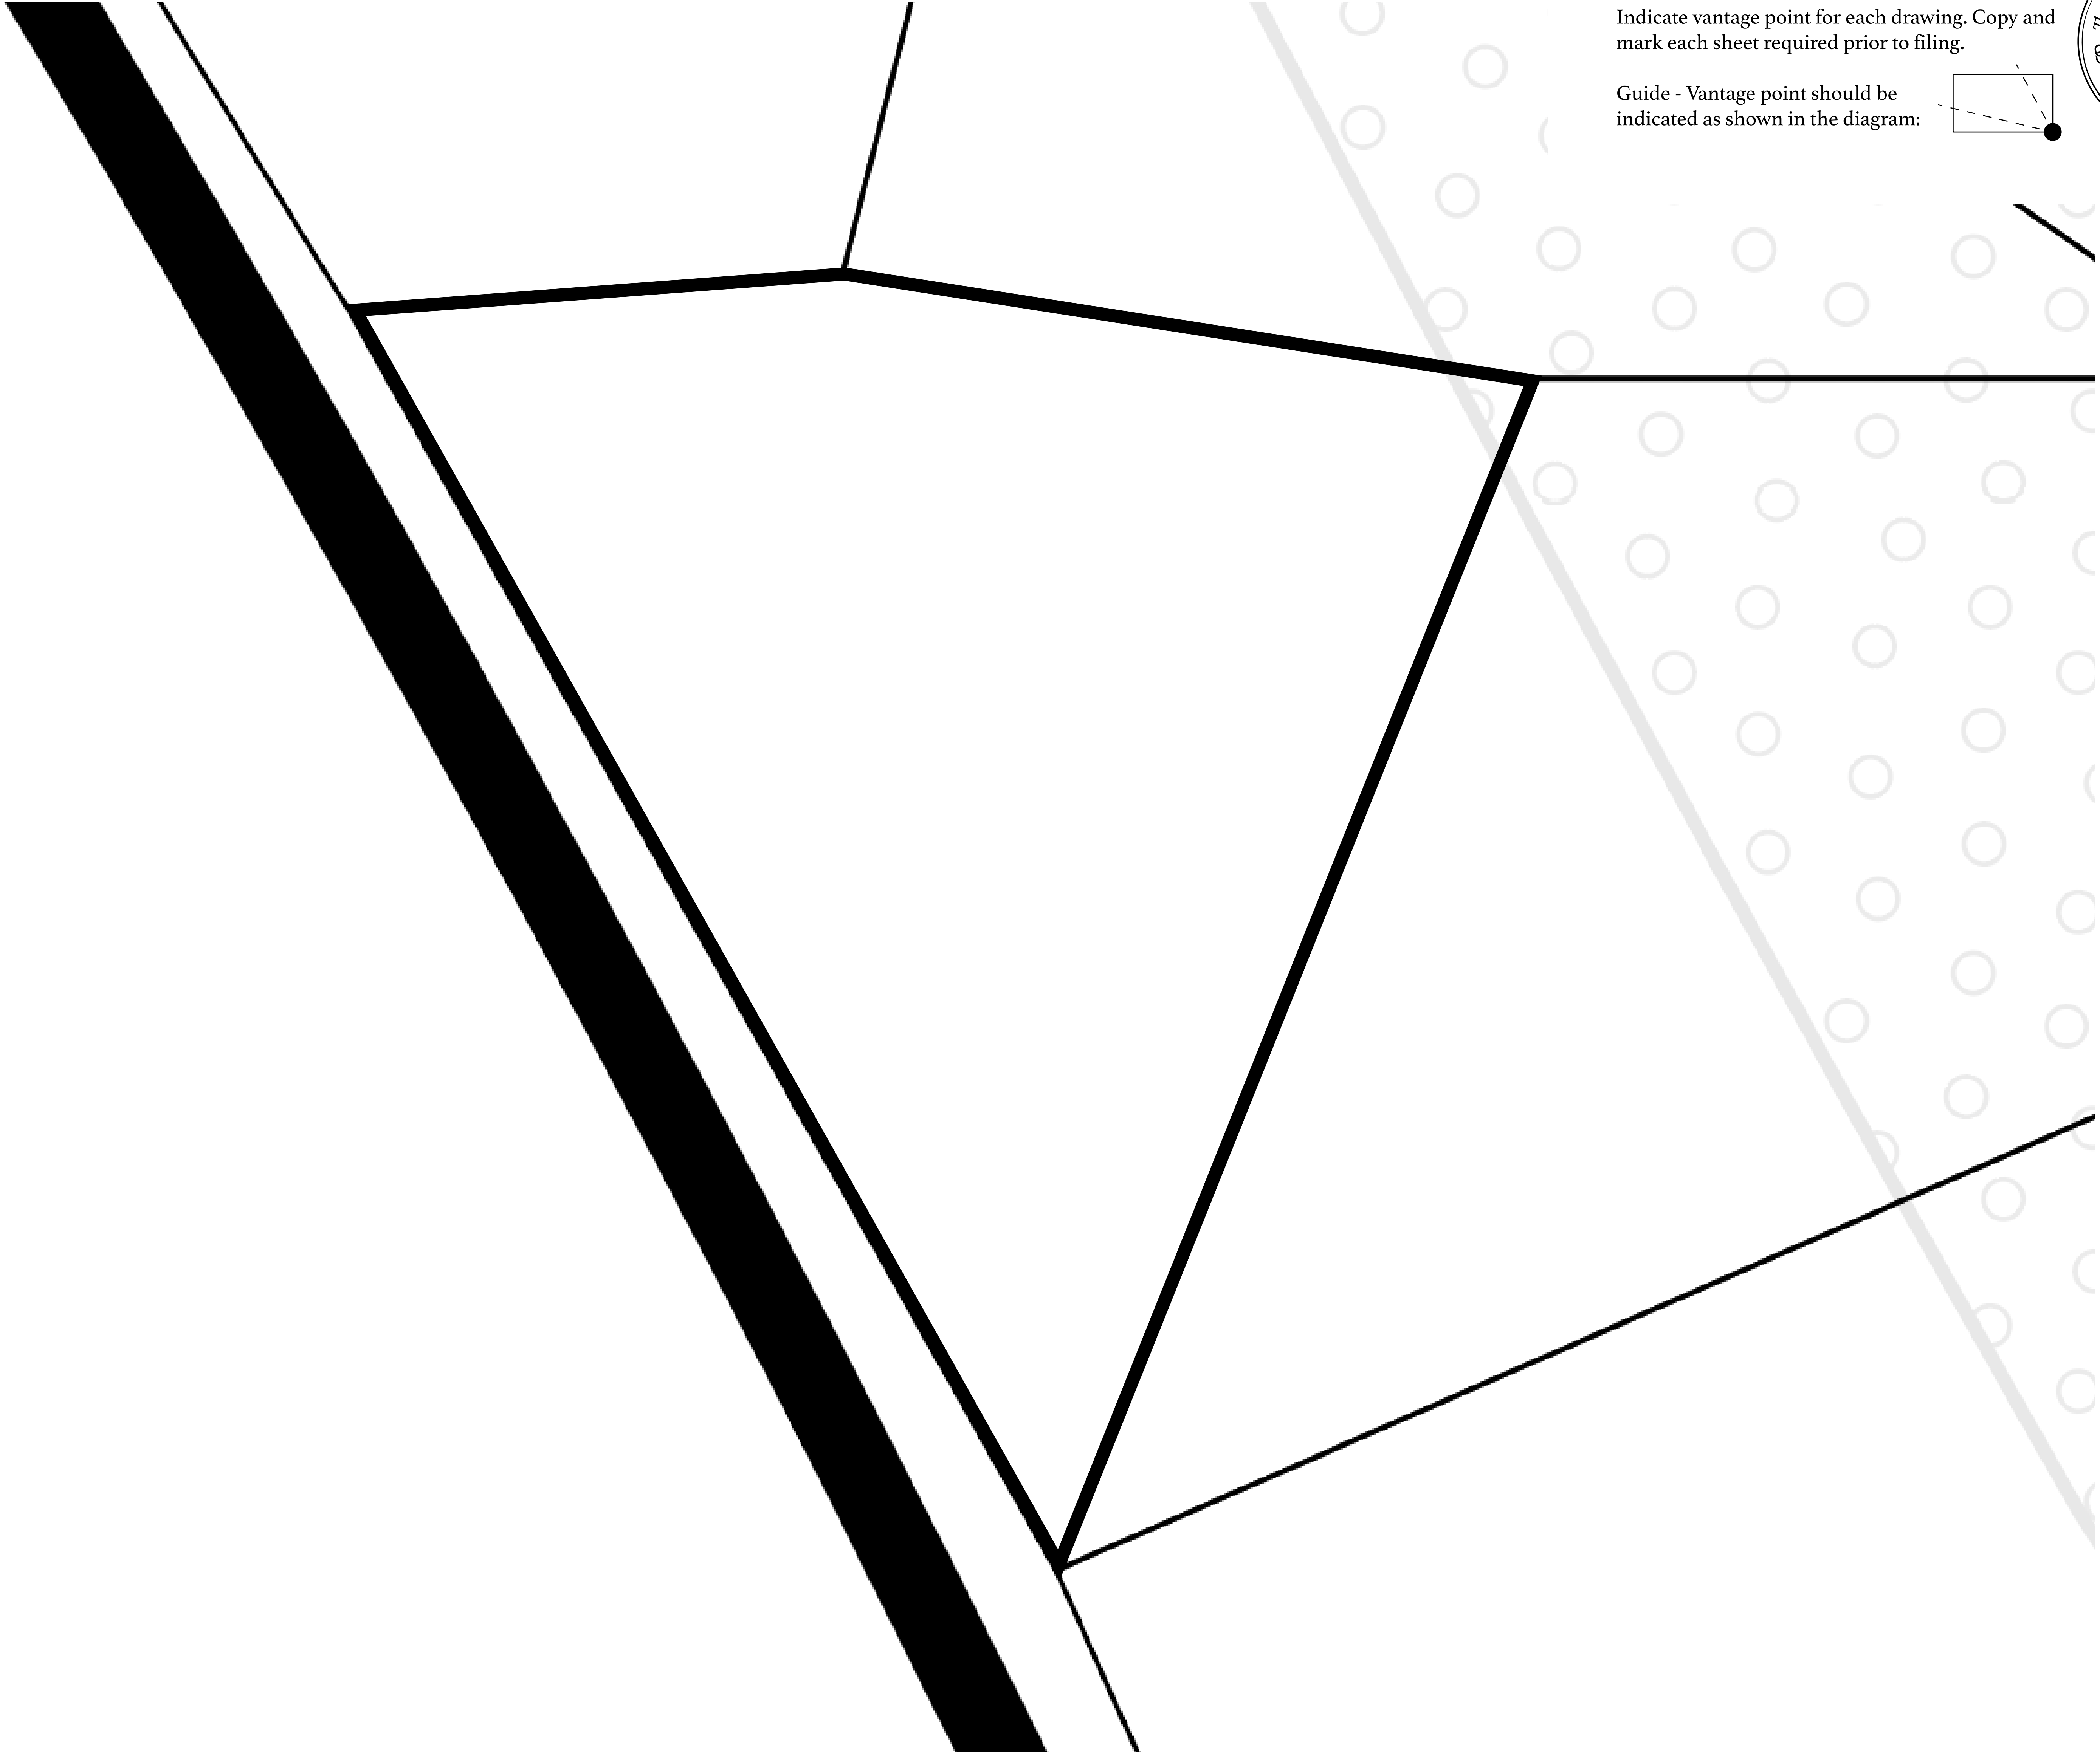 Indicate vantage point for each drawing. Copy and
mark each sheet required prior to filing.
Guide - Vantage point should be
indicated as shown in the diagram: